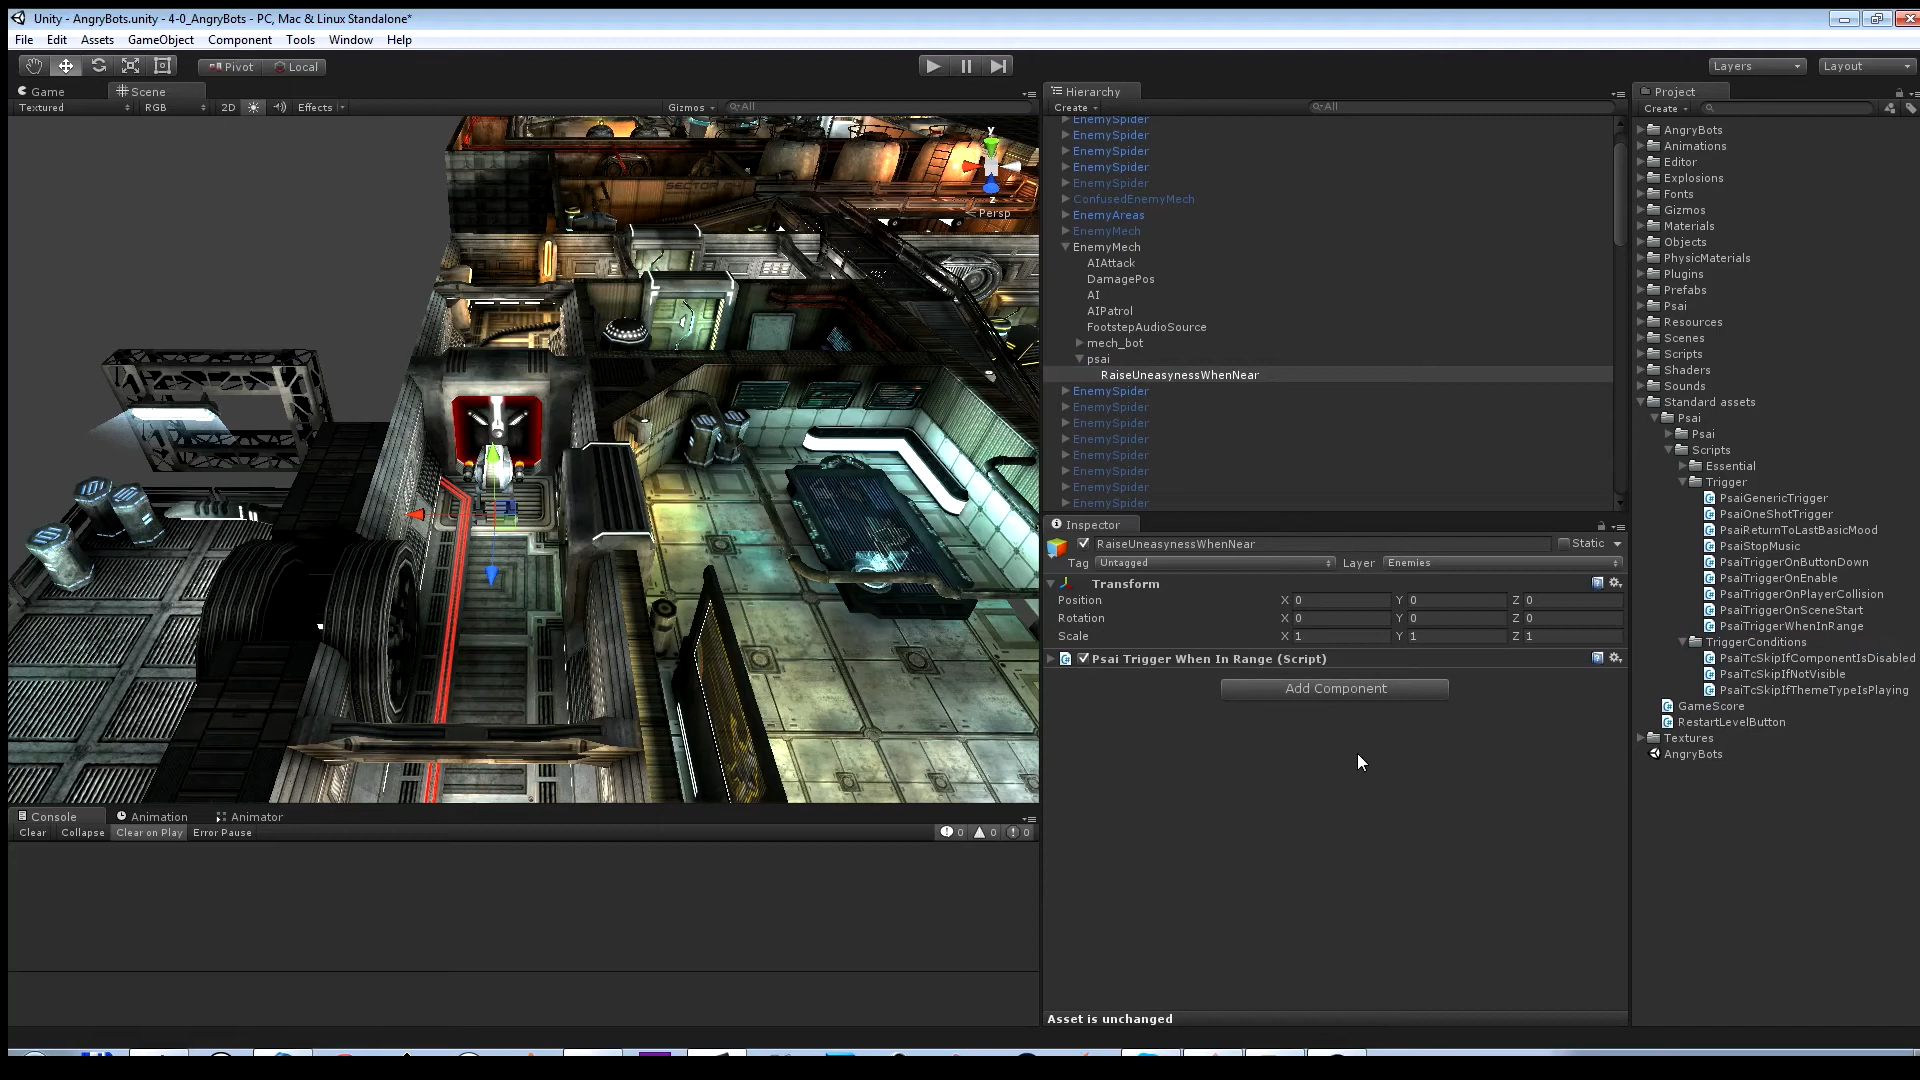 Unity - AngryBots.unity - 4-0_AngryBots - PC, Mac & Linux Standalone*
File Edit Assets GameObject Component Tools Window Help
Pivot Local
Layers Layout
Game Scene
Textured RGB 2D Effects Gizmos All
SECTOR
y
z
Persp
Hierarchy
Create All
EnemySpider
EnemySpider
EnemySpider
EnemySpider
EnemySpider
ConfusedEnemyMech
EnemyAreas
EnemyMech
EnemyMech
AIAttack
DamagePos
AI
AIPatrol
FootstepAudioSource
mech_bot
psai
RaiseUneasynessWhenNear
EnemySpider
EnemySpider
EnemySpider
EnemySpider
EnemySpider
EnemySpider
EnemySpider
EnemySpider
Inspector
RaiseUneasynessWhenNear Static
Tag Untagged Layer Enemies
Transform
Position X 0 Y 0 Z 0
Rotation X 0 Y 0 Z 0
Scale X 1 Y 1 Z 1
Psai Trigger When In Range (Script)
Add Component
Asset is unchanged
Project
Create
AngryBots
Animations
Editor
Explosions
Fonts
Gizmos
Materials
Objects
PhysicMaterials
Plugins
Prefabs
Psai
Resources
Scenes
Scripts
Shaders
Sounds
Standard assets
Psai
Psai
Scripts
Essential
Trigger
PsaiGenericTrigger
PsaiOneShotTrigger
PsaiReturnToLastBasicMood
PsaiStopMusic
PsaiTriggerOnButtonDown
PsaiTriggerOnEnable
PsaiTriggerOnPlayerCollision
PsaiTriggerOnSceneStart
PsaiTriggerWhenInRange
TriggerConditions
PsaiTcSkipIfComponentIsDisabled
PsaiTcSkipIfNotVisible
PsaiTcSkipIfThemeTypeIsPlaying
GameScore
RestartLevelButton
Textures
AngryBots
Console Animation Animator
Clear Collapse Clear on Play Error Pause 0 0 0